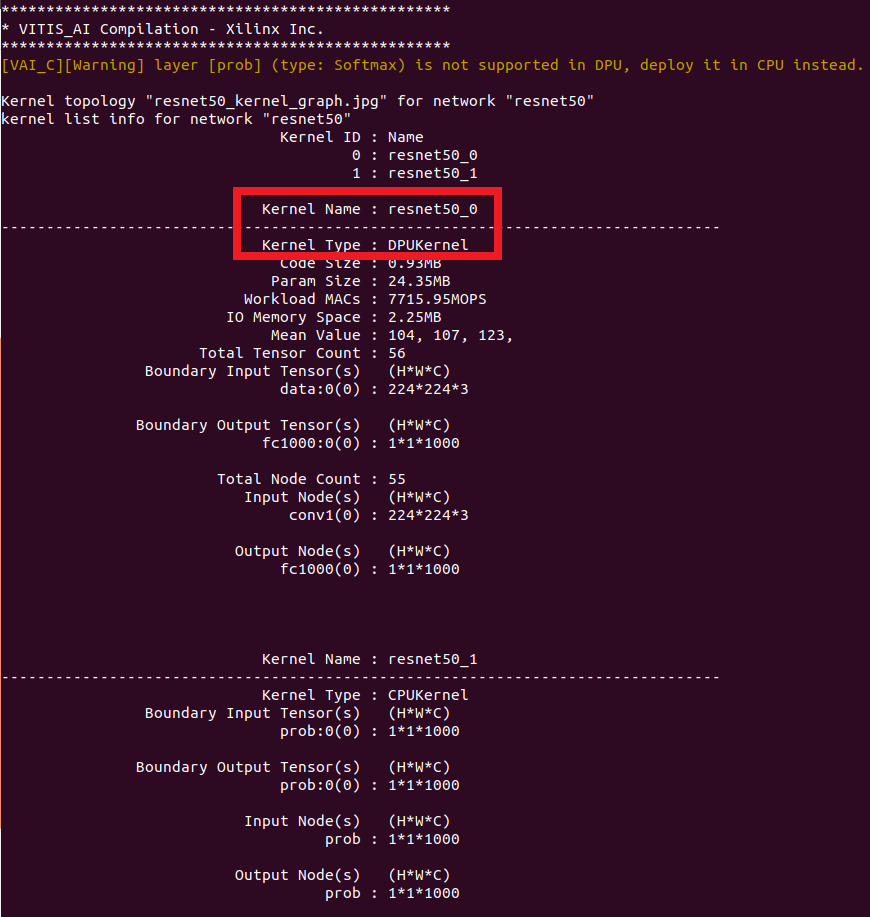 **************************************************
* VITIS_AI Compilation - Xilinx Inc.
**************************************************
[VAI_C][Warning] layer [prob] (type: Softmax) is not supported in DPU, deploy it in CPU instead.
Kernel topology "resnet50_kernel_graph.jpg" for network "resnet50"
kernel list info for network "resnet50"
Kernel ID : Name
0 : resnet50_0
1 : resnet50_1
Kernel Name : resnet50_0
--------------------------------------------------------------------------------
Kernel Type : DPUKernel
Code Size : 0.93MB
Param Size : 24.35MB
Workload MACs : 7715.95MOPS
IO Memory Space : 2.25MB
Mean Value : 104, 107, 123,
Total Tensor Count : 56
Boundary Input Tensor(s) (H*W*C)
data:0(0) : 224*224*3
Boundary Output Tensor(s) (H*W*C)
fc1000:0(0) : 1*1*1000
Total Node Count : 55
Input Node(s) (H*W*C)
conv1(0) : 224*224*3
Output Node(s) (H*W*C)
fc1000(0) : 1*1*1000
Kernel Name : resnet50_1
--------------------------------------------------------------------------------
Kernel Type : CPUKernel
Boundary Input Tensor(s) (H*W*C)
prob:0(0) : 1*1*1000
Boundary Output Tensor(s) (H*W*C)
prob:0(0) : 1*1*1000
Input Node(s) (H*W*C)
prob : 1*1*1000
Output Node(s) (H*W*C)
prob : 1*1*1000